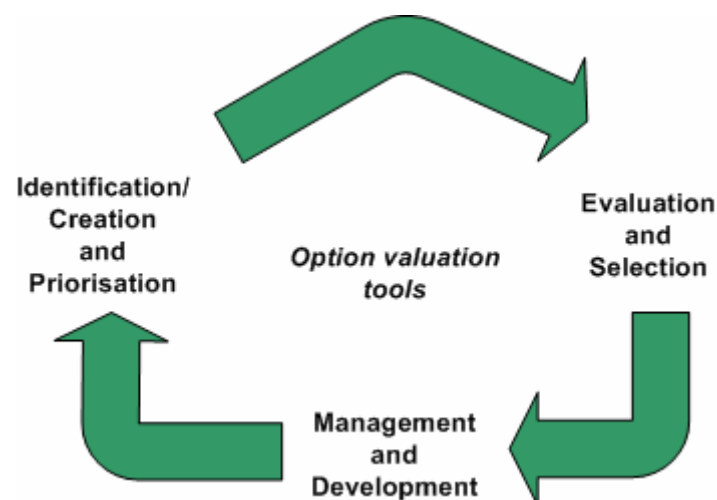 Identification/
Creation
and
Priorisation
Option valuation
tools
Evaluation
and
Selection
Management
and
Development